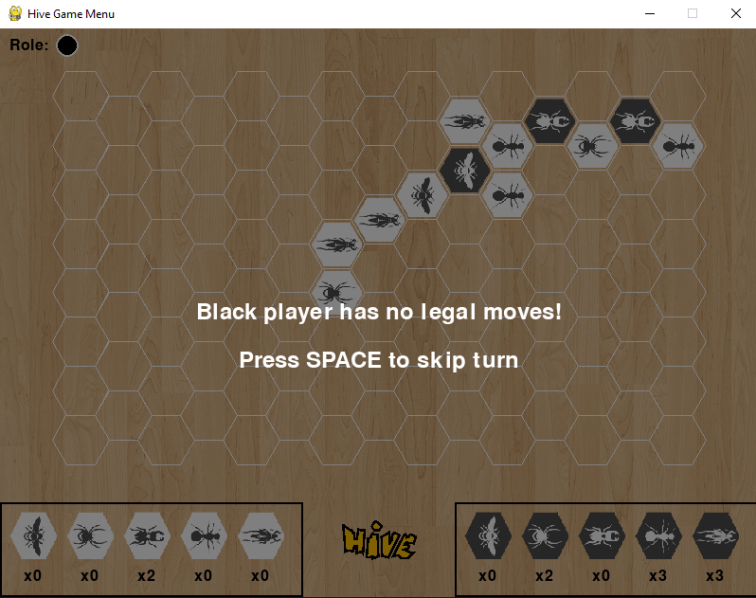 Hive Game Menu
Role:
Black player has no legal moves!
Press SPACE to skip turn
x0 x0 x2 x0 x0
HIVE
x0 x2 x0 x3 x3